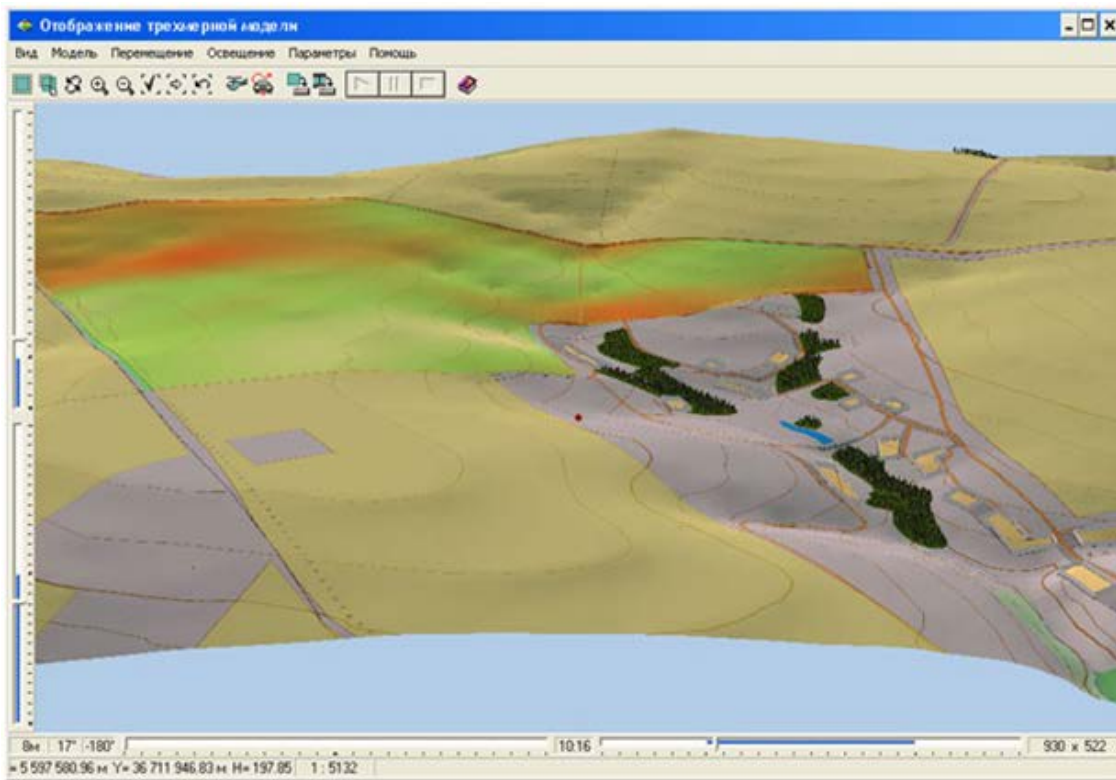 Отображение трехмерной модели
Вид Модель Перемещение Освещение Параметры Помощь
8м 17° -180° 10:16 930 x 522
= 5 597 580.96 м Y= 36 711 946.83 м H= 197.85 1 : 5132